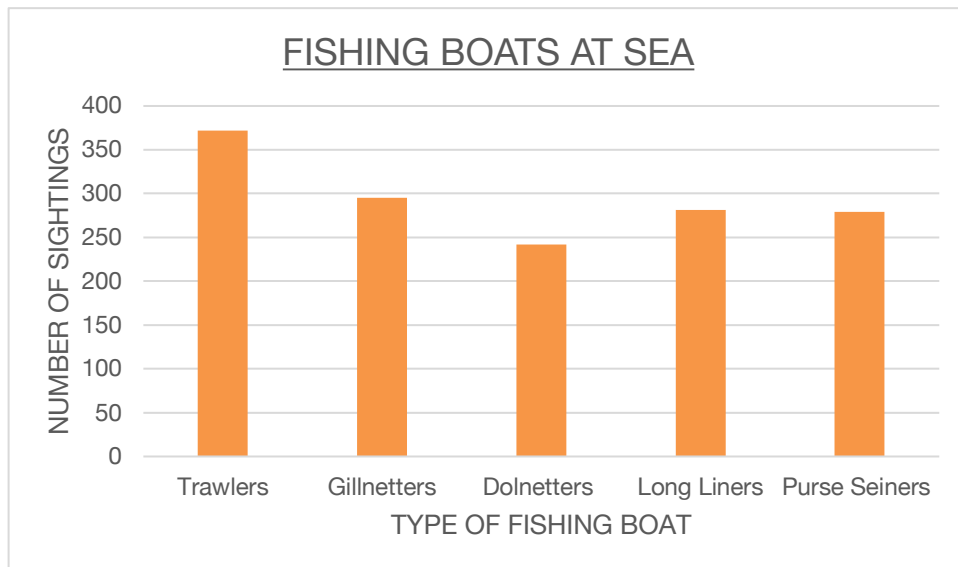 FISHING BOATS AT SEA
NUMBER OF SIGHTINGS
400
350
300
250
200
150
100
50
0
Trawlers Gillnetters Dolnetters Long Liners Purse Seiners
TYPE OF FISHING BOAT